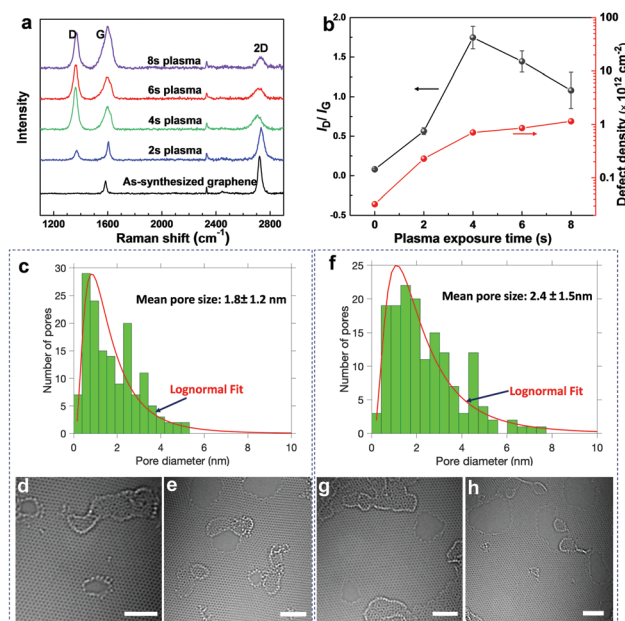 a
D
G
2D
8s plasma
6s plasma
4s plasma
2s plasma
As-synthesized graphene
Intensity
1200 1600 2000 2400 2800
Raman shift (cm-1)
b
2.0
1.5
1.0
0.5
0.0
-0.5
ID/ IG
100
10
1
0.1
Defect density (× 1012 cm-2)
0 2 4 6 8
Plasma exposure time (s)
c
30
25
20
15
10
5
0
Number of pores
Mean pore size: 1.8± 1.2 nm
Lognormal Fit
0 2 4 6 8 10
Pore diameter (nm)
f
25
20
15
10
5
0
Number of pores
Mean pore size: 2.4 ± 1.5nm
Lognormal Fit
0 2 4 6 8 10
Pore diameter (nm)
d
e
g
h